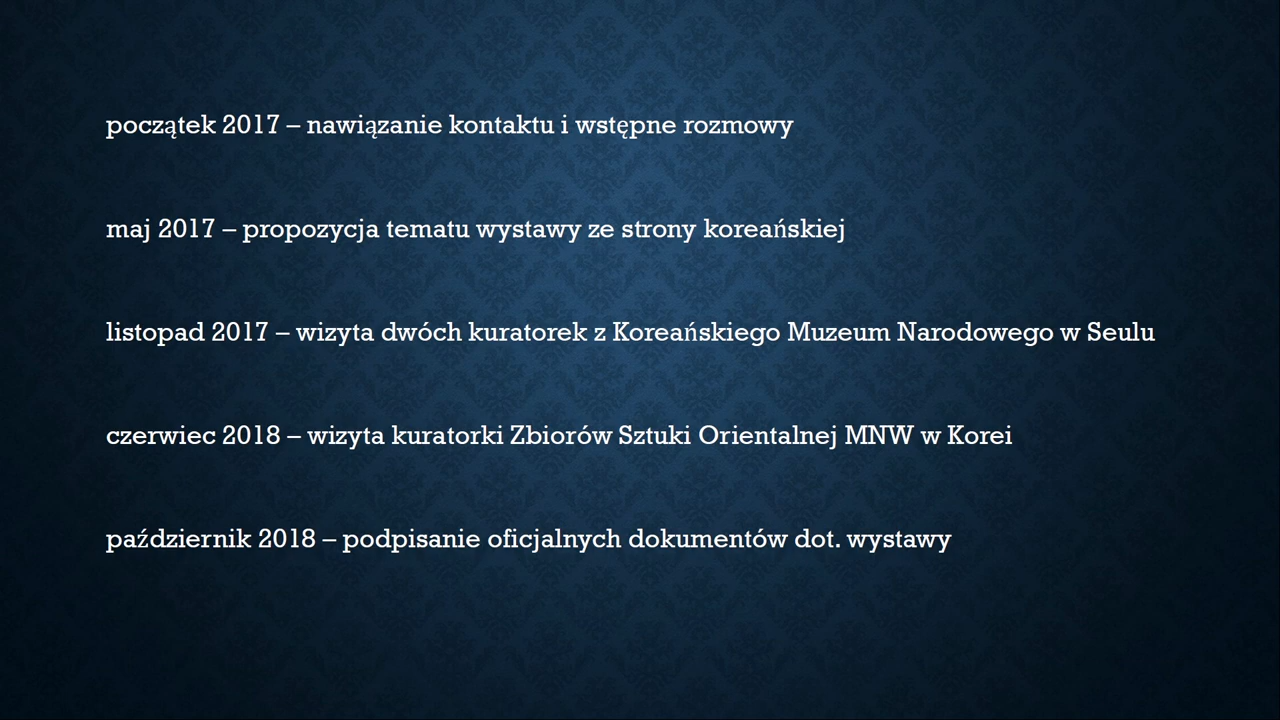 początek 2017 – nawiązanie kontaktu i wstępne rozmowy
maj 2017 – propozycja tematu wystawy ze strony koreańskiej
listopad 2017 – wizyta dwóch kuratorek z Koreańskiego Muzeum Narodowego w Seulu
czerwiec 2018 – wizyta kuratorki Zbiorów Sztuki Orientalnej MNW w Korei
październik 2018 – podpisanie oficjalnych dokumentów dot. wystawy